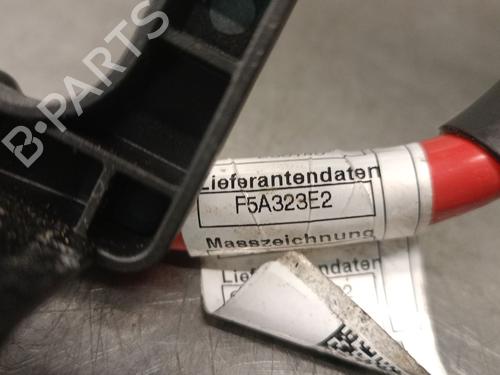 B-PARTS
Lieferantendaten
F5A323E2
Masszeichnung
Lieferantendaten